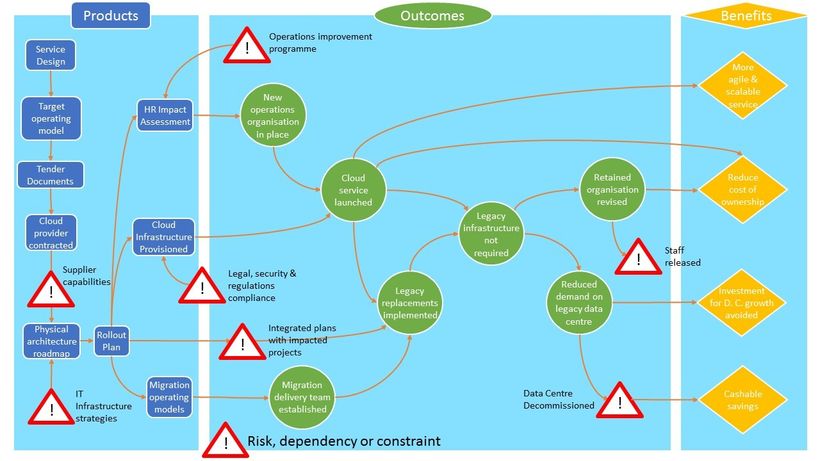 Products
Outcomes
Benefits
Service
Design
Target
operating
model
Tender
Documents
Cloud
provider
contracted
Supplier
capabilities
Physical
architecture
roadmap
IT
Infrastructure
strategies
Rollout
Plan
HR Impact
Assessment
Cloud
Infrastructure
Provisioned
Migration
operating
models
Operations improvement
programme
!
New
operations
organisation
in place
Legal, security &
regulations
compliance
!
Integrated plans
with impacted
projects
!
Migration
delivery team
established
Cloud
service
launched
Legacy
replacements
implemented
Legacy
infrastructure
not
required
Retained
organisation
revised
Staff
released
!
Reduced
demand on
legacy data
centre
Data Centre
Decommissioned
!
More
agile &
scalable
service
Reduce
cost of
ownership
Investment
for D. C. growth
avoided
Cashable
savings
!
!
!
Risk, dependency or constraint